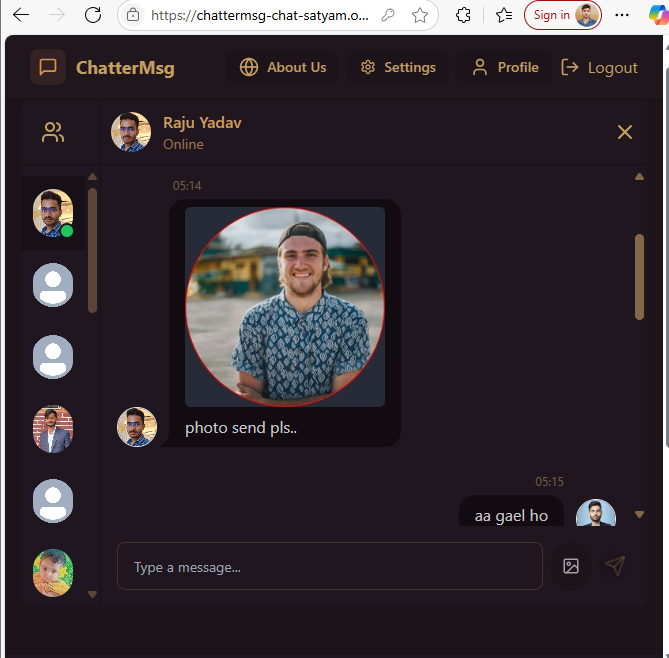 https://chattermsg-chat-satyam.o...
Sign in
ChatterMsg
About Us
Settings
Profile
Logout
Raju Yadav
Online
05:14
photo send pls..
05:15
aa gael ho
Type a message...